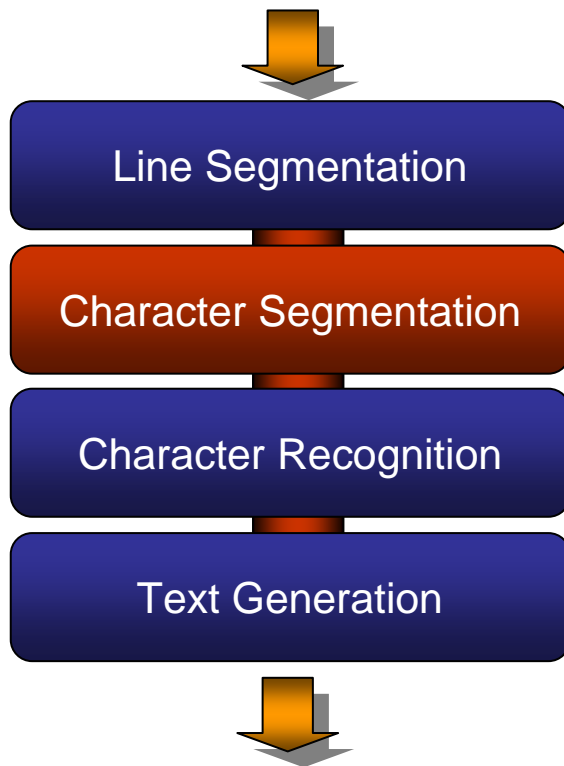 Line Segmentation
Character Segmentation
Character Recognition
Text Generation